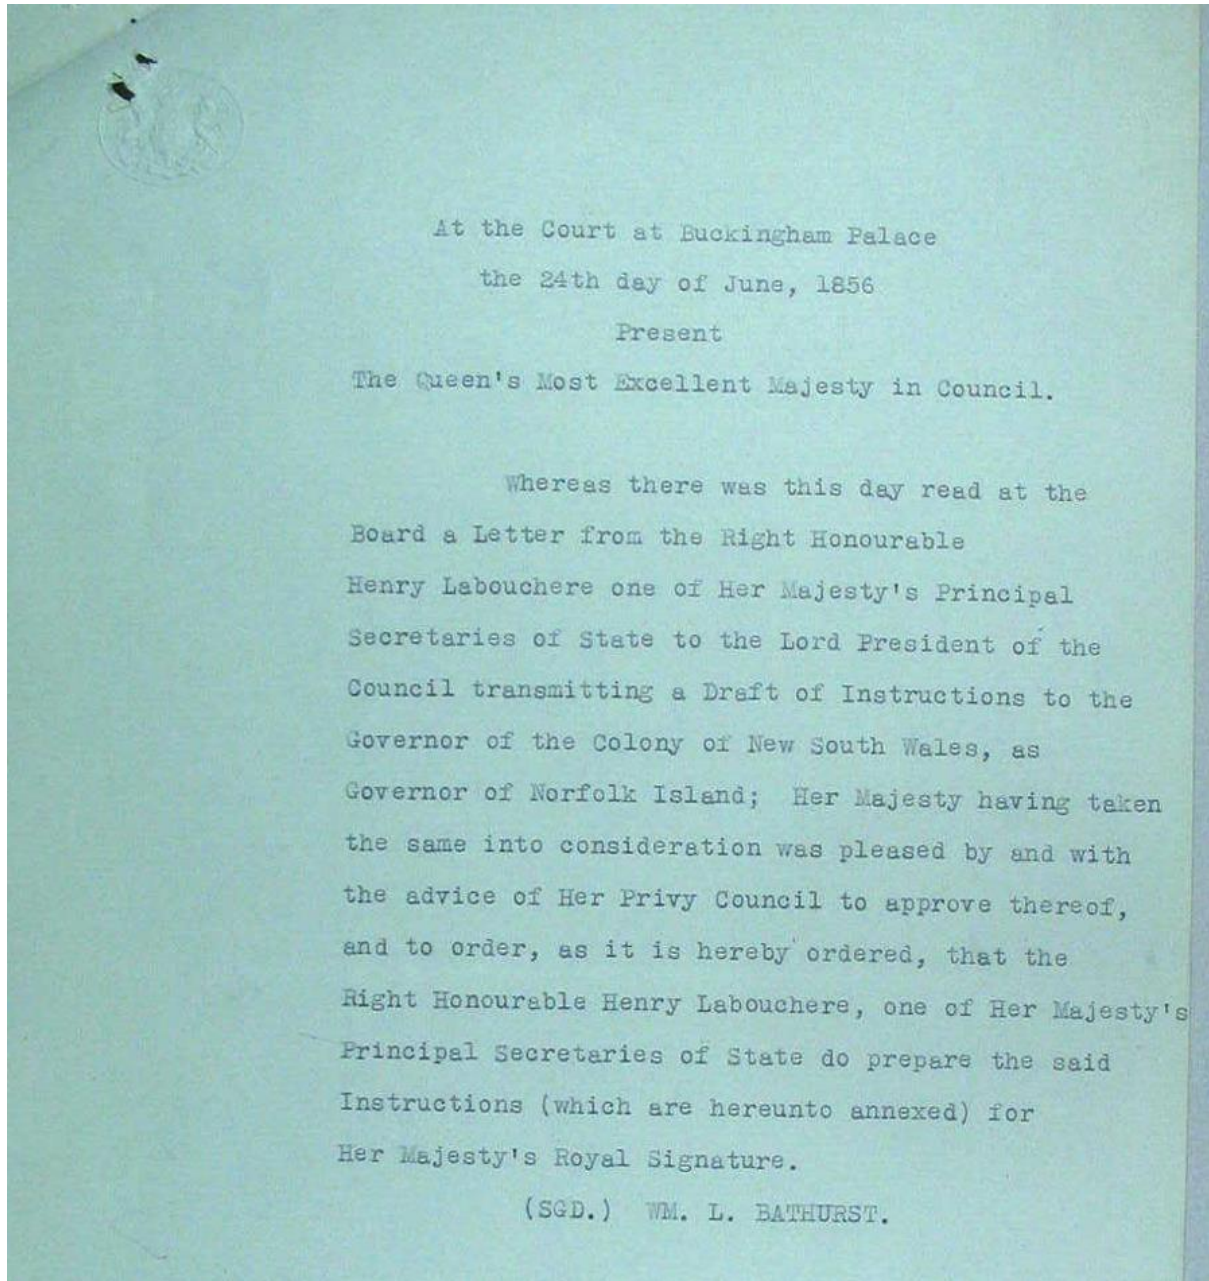 At the Court at Buckingham Palace
the 24th day of June, 1856
Present
The Queen's Most Excellent Majesty in Council.
Whereas there was this day read at the
Board a Letter from the Right Honourable
Henry Labouchere one of Her Majesty's Principal
Secretaries of State to the Lord President of the
Council transmitting a Draft of Instructions to the
Governor of the Colony of New South Wales, as
Governor of Norfolk Island; Her Majesty having taken
the same into consideration was pleased by and with
the advice of Her Privy Council to approve thereof,
and to order, as it is hereby ordered, that the
Right Honourable Henry Labouchere, one of Her Majesty's
Principal Secretaries of State do prepare the said
Instructions (which are hereunto annexed) for
Her Majesty's Royal Signature.
(SGD.) WM. L. BATHURST.